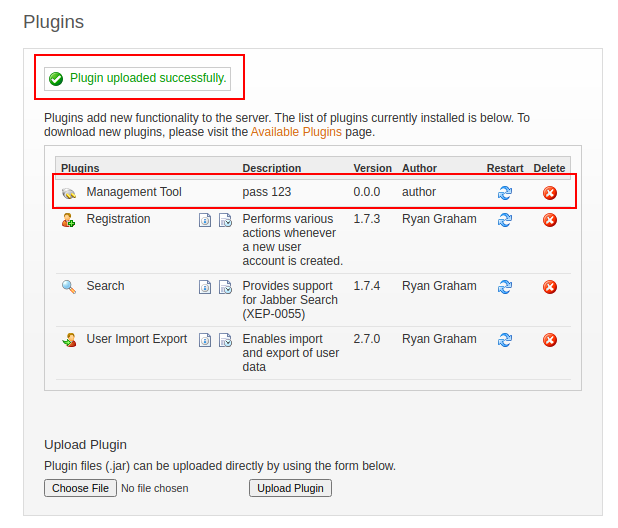 Plugins
Plugin uploaded successfully.
Plugins add new functionality to the server. The list of plugins currently installed is below. To
download new plugins, please visit the Available Plugins page.
Plugins Description Version Author Restart Delete
Management Tool pass 123 0.0.0 author
Registration Performs various 1.7.3 Ryan Graham
actions whenever
a new user
account is created.
Search Provides support 1.7.4 Ryan Graham
for Jabber Search
(XEP-0055)
User Import Export Enables import 2.7.0 Ryan Graham
and export of user
data
Upload Plugin
Plugin files (.jar) can be uploaded directly by using the form below.
Choose File No file chosen Upload Plugin